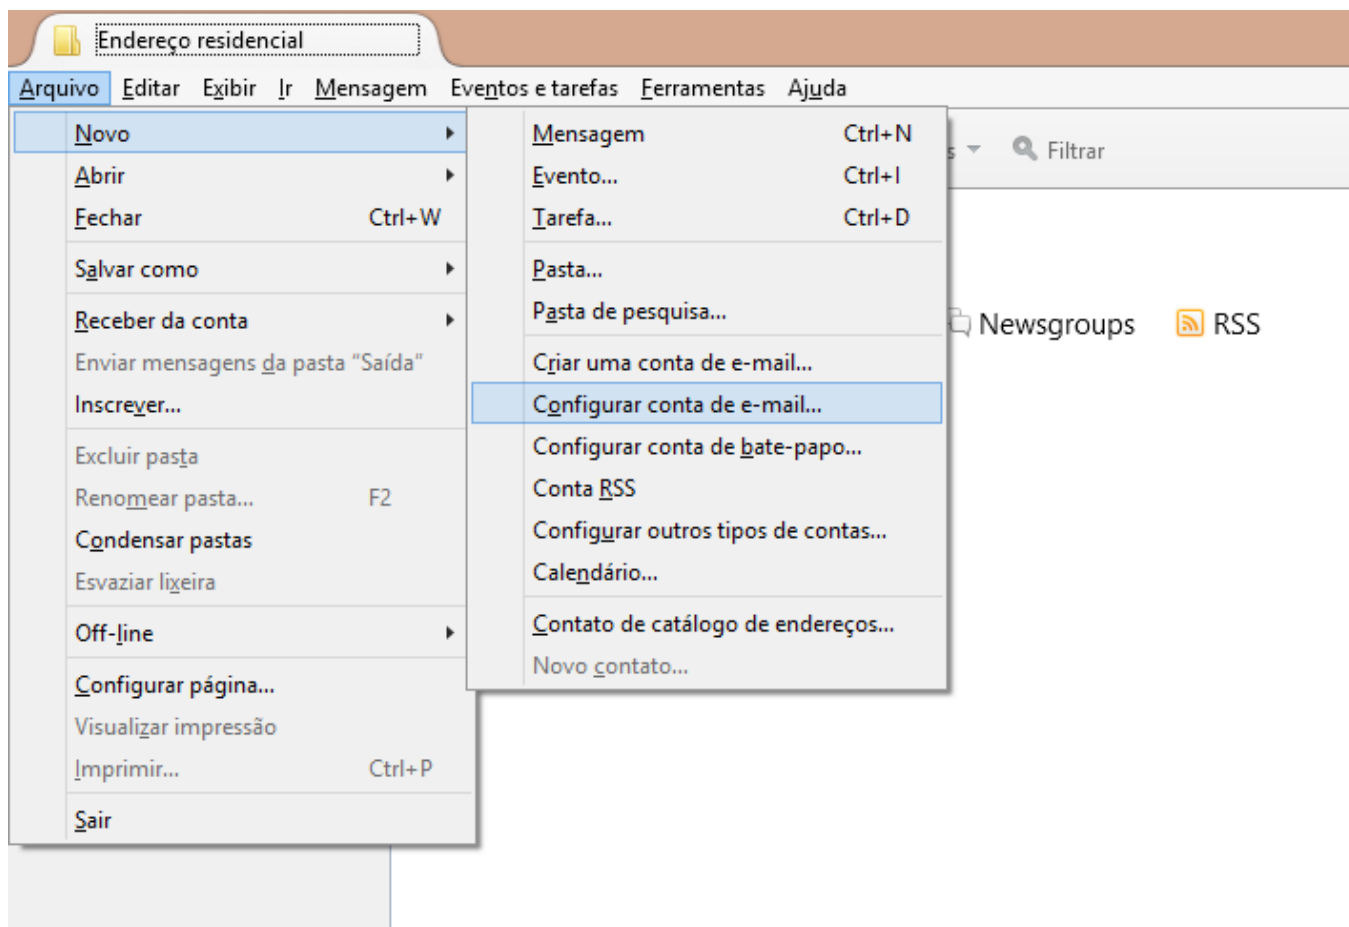 Endereço residencial
Arquivo Editar Exibir Ir Mensagem Eventos e tarefas Ferramentas Ajuda
Novo
Abrir
Fechar Ctrl+W
Salvar como
Receber da conta
Enviar mensagens da pasta “Saída”
Inscrever...
Excluir pasta
Renomear pasta... F2
Condensar pastas
Esvaziar lixeira
Off-line
Configurar página...
Visualizar impressão
Imprimir... Ctrl+P
Sair
Mensagem Ctrl+N
Evento... Ctrl+I
Tarefa... Ctrl+D
Pasta...
Pasta de pesquisa...
Criar uma conta de e-mail...
Configurar conta de e-mail...
Configurar conta de bate-papo...
Conta RSS
Configurar outros tipos de contas...
Calendário...
Contato de catálogo de endereços...
Novo contato...
Filtrar
Newsgroups RSS